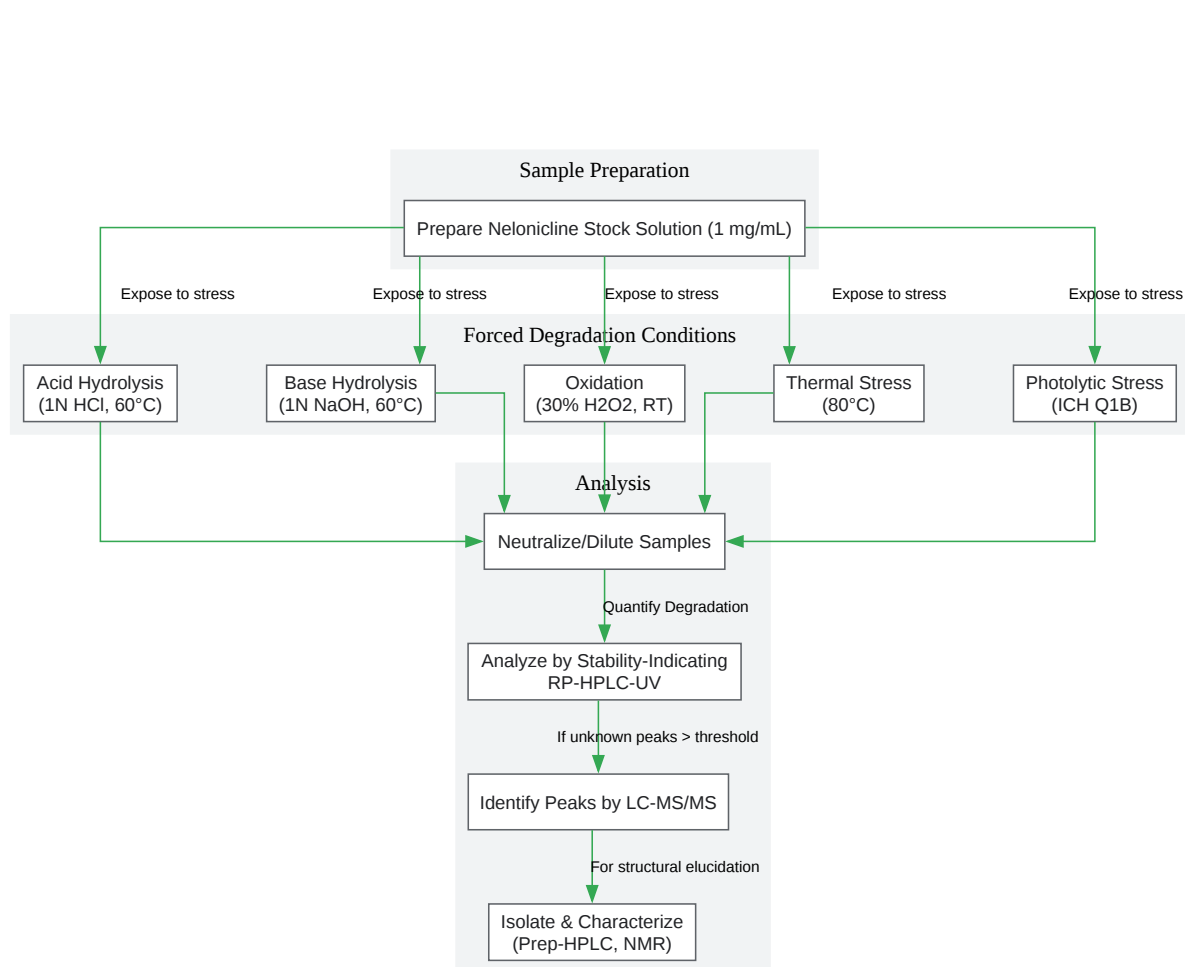 Sample Preparation
Prepare Nelonicline Stock Solution (1 mg/mL)
Expose to stress
Expose to stress
Expose to stress
Expose to stress
Expose to stress
Forced Degradation Conditions
Acid Hydrolysis
(1N HCl, 60°C)
Base Hydrolysis
(1N NaOH, 60°C)
Oxidation
(30% H2O2, RT)
Thermal Stress
(80°C)
Photolytic Stress
(ICH Q1B)
Analysis
Neutralize/Dilute Samples
Quantify Degradation
Analyze by Stability-Indicating
RP-HPLC-UV
If unknown peaks > threshold
Identify Peaks by LC-MS/MS
For structural elucidation
Isolate & Characterize
(Prep-HPLC, NMR)